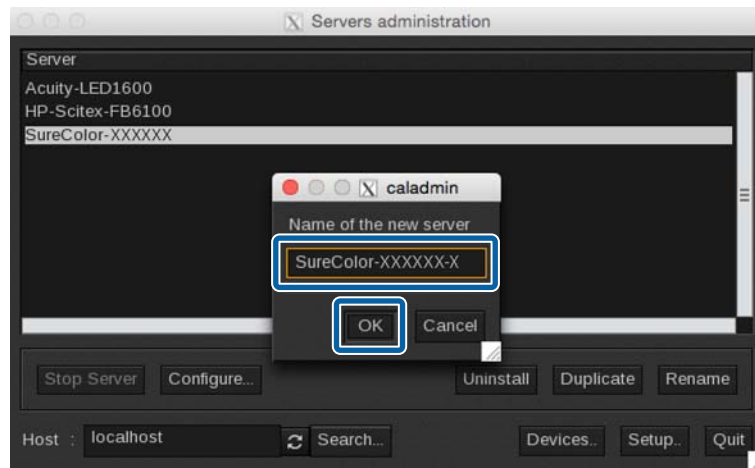 Servers administration
Server
Acuity-LED1600
HP-Scitex-FB6100
SureColor-XXXXXX
caladmin
Name of the new server
SureColor-XXXXXX-X
OK Cancel
Stop Server Configure... Uninstall Duplicate Rename
Host : localhost Search... Devices.. Setup.. Quit